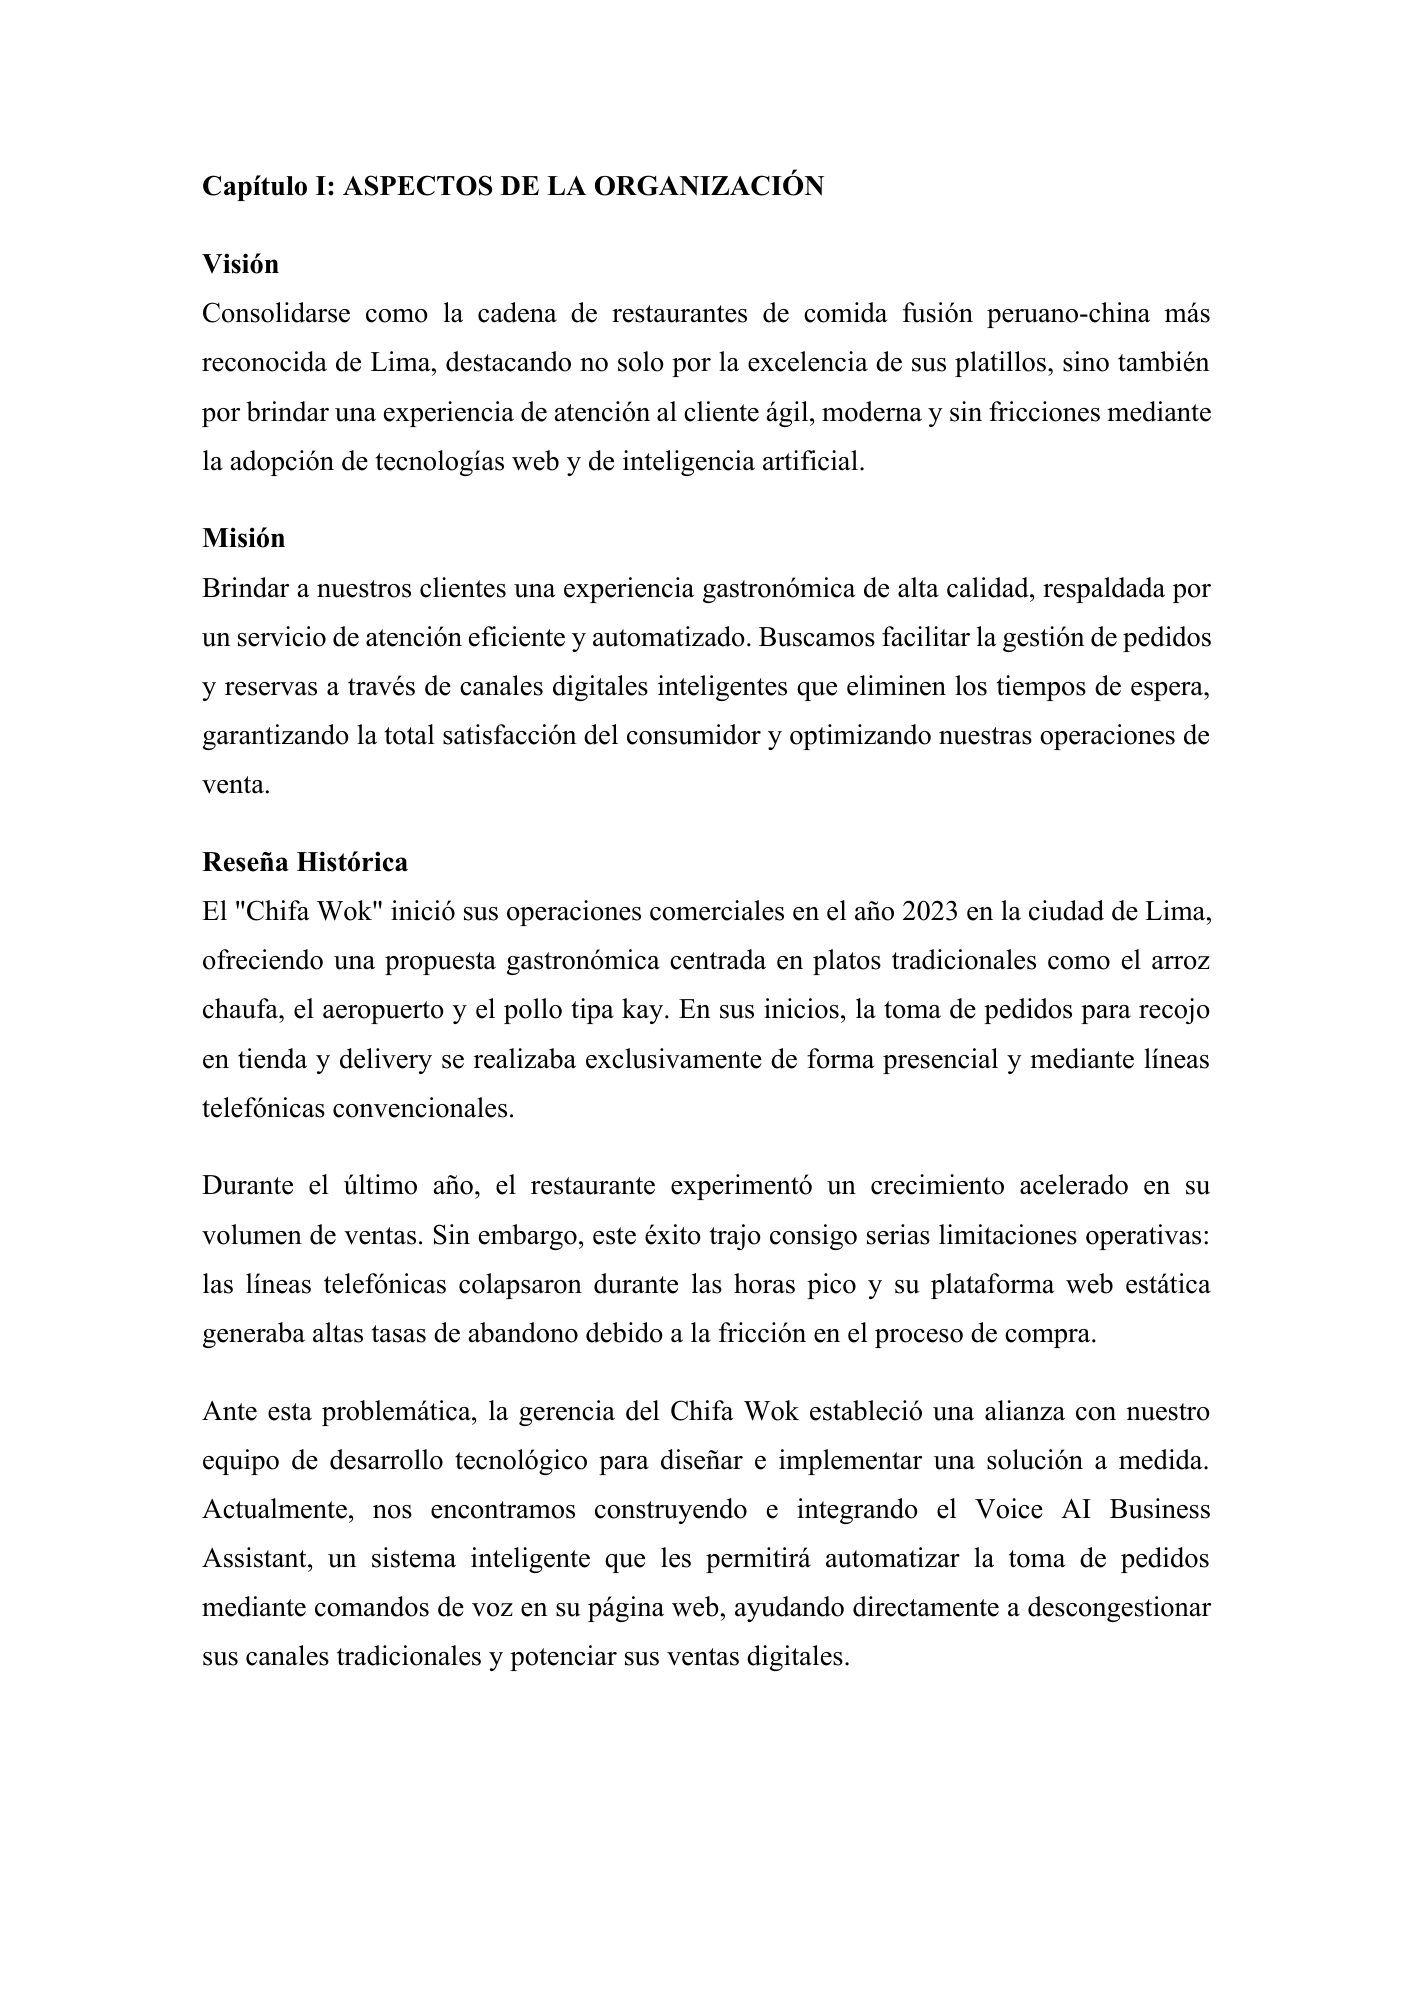 Capítulo I: ASPECTOS DE LA ORGANIZACIÓN
Visión
Consolidarse como la cadena de restaurantes de comida fusión peruano-china más
reconocida de Lima, destacando no solo por la excelencia de sus platillos, sino también
por brindar una experiencia de atención al cliente ágil, moderna y sin fricciones mediante
la adopción de tecnologías web y de inteligencia artificial.
Misión
Brindar a nuestros clientes una experiencia gastronómica de alta calidad, respaldada por
un servicio de atención eficiente y automatizado. Buscamos facilitar la gestión de pedidos
y reservas a través de canales digitales inteligentes que eliminen los tiempos de espera,
garantizando la total satisfacción del consumidor y optimizando nuestras operaciones de
venta.
Reseña Histórica
El "Chifa Wok" inició sus operaciones comerciales en el año 2023 en la ciudad de Lima,
ofreciendo una propuesta gastronómica centrada en platos tradicionales como el arroz
chaufa, el aeropuerto y el pollo tipa kay. En sus inicios, la toma de pedidos para recojo
en tienda y delivery se realizaba exclusivamente de forma presencial y mediante líneas
telefónicas convencionales.
Durante el último año, el restaurante experimentó un crecimiento acelerado en su
volumen de ventas. Sin embargo, este éxito trajo consigo serias limitaciones operativas:
las líneas telefónicas colapsaron durante las horas pico y su plataforma web estática
generaba altas tasas de abandono debido a la fricción en el proceso de compra.
Ante esta problemática, la gerencia del Chifa Wok estableció una alianza con nuestro
equipo de desarrollo tecnológico para diseñar e implementar una solución a medida.
Actualmente, nos encontramos construyendo e integrando el Voice AI Business
Assistant, un sistema inteligente que les permitirá automatizar la toma de pedidos
mediante comandos de voz en su página web, ayudando directamente a descongestionar
sus canales tradicionales y potenciar sus ventas digitales.